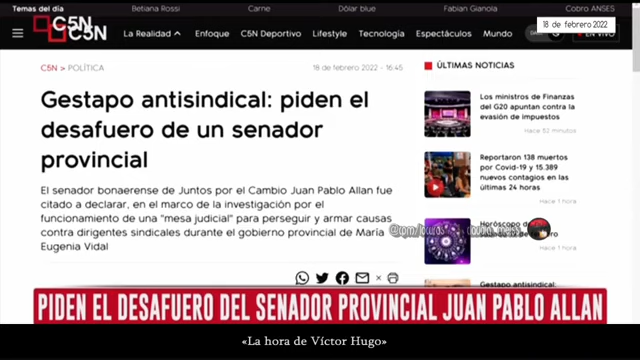 Temas del día Betiana Rossi Carne Dólar blue Fabian Gianola Cobro ANSES
18 de febrero 2022
C5N
C5N La Realidad Enfoque C5N Deportivo Lifestyle Tecnología Espectáculos Mundo EN VIVO
C5N > POLÍTICA 18 de febrero 2022 - 16:45
Gestapo antisindical: piden el
desafuero de un senador
provincial
El senador bonaerense de Juntos por el Cambio Juan Pablo Allan fue
citado a declarar, en el marco de la investigación por el
funcionamiento de una "mesa judicial" para perseguir y armar causas
contra dirigentes sindicales durante el gobierno provincial de María
Eugenia Vidal
ÚLTIMAS NOTICIAS
Los ministros de Finanzas
del G20 apuntan contra la
evasión de impuestos
Hace 52 minutos
Reportaron 138 muertos
por Covid-19 y 15.389
nuevos contagios en las
últimas 24 horas
Hace 1 hora
Horóscopo de
Hace 1 hora
Gestapo antisindical:
PIDEN EL DESAFUERO DEL SENADOR PROVINCIAL JUAN PABLO ALLAN
«La hora de Víctor Hugo»